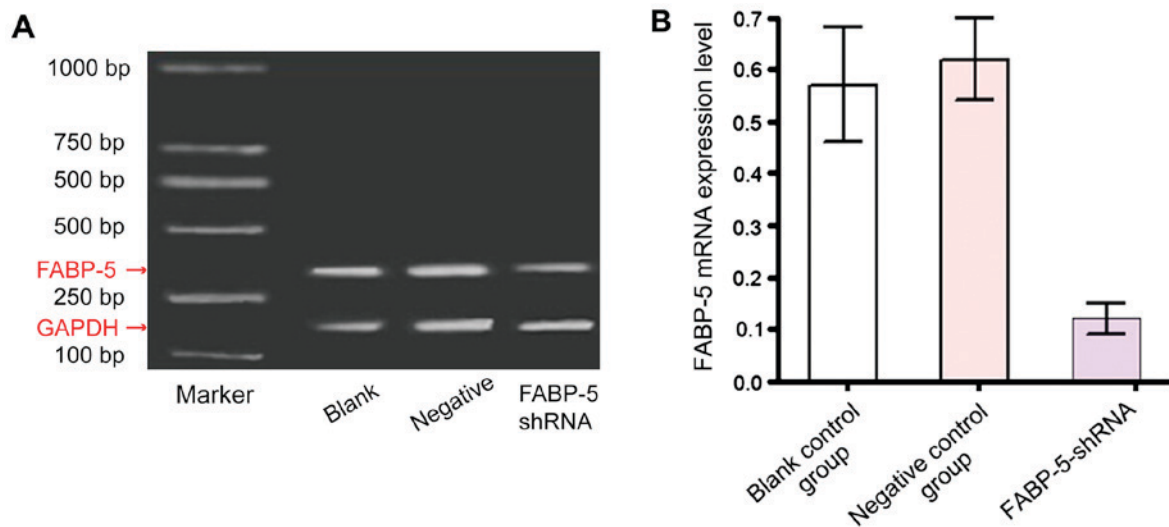 A
1000 bp
750 bp
500 bp
500 bp
FABP-5 →
250 bp
GAPDH →
100 bp
Marker
Blank
Negative
FABP-5
shRNA
B
FABP-5 mRNA expression level
0.7
0.6
0.5
0.4
0.3
0.2
0.1
0.0
Blank control
group
Negative control
group
FABP-5-shRNA